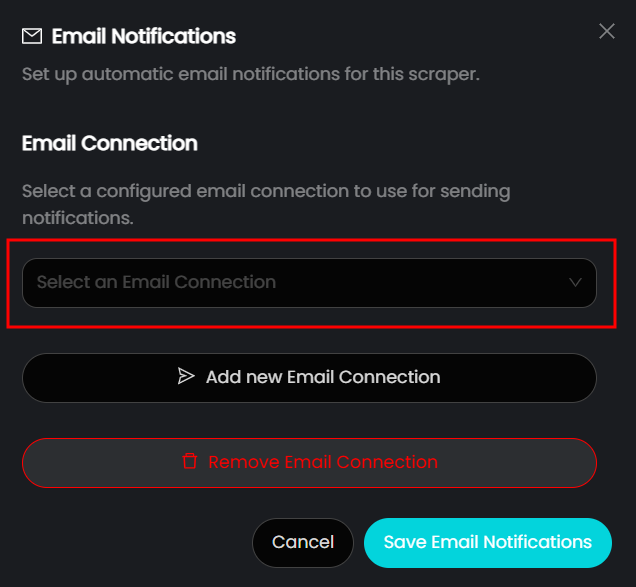 Email Notifications
Set up automatic email notifications for this scraper.
Email Connection
Select a configured email connection to use for sending
notifications.
Select an Email Connection
Add new Email Connection
Remove Email Connection
Cancel
Save Email Notifications